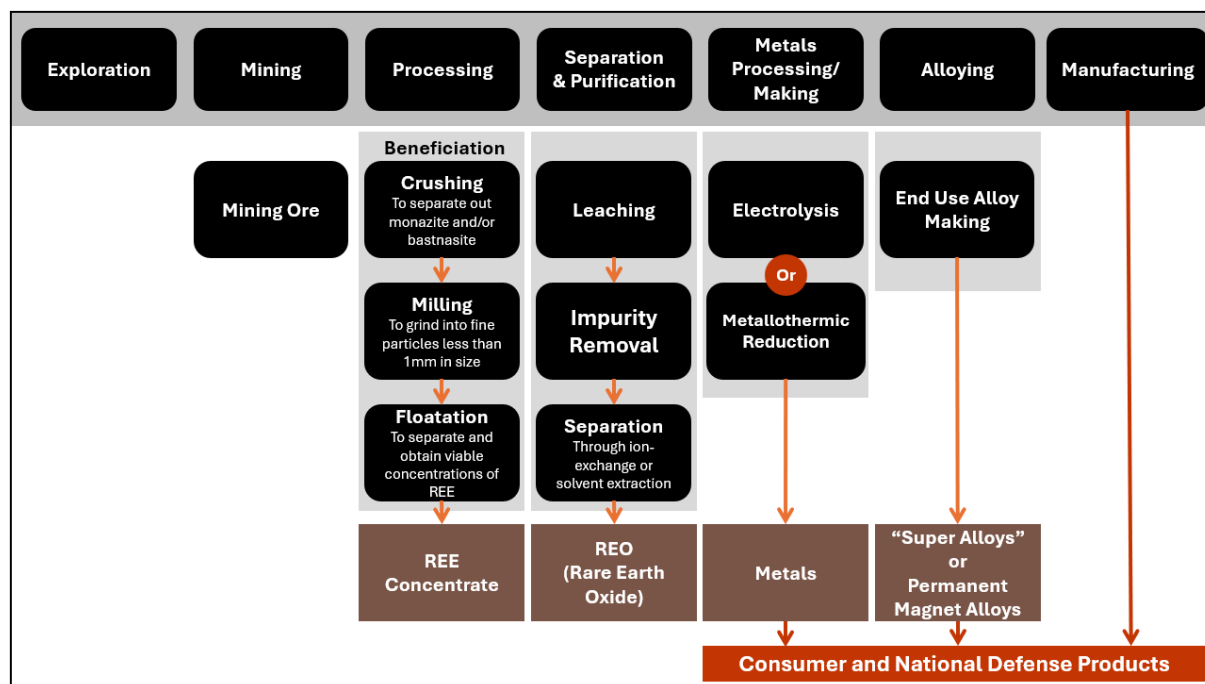 Exploration
Mining
Processing
Separation
& Purification
Metals
Processing/
Making
Alloying
Manufacturing
Mining Ore
Beneficiation
Crushing
To separate out
monazite and/or
bastnasite
Milling
To grind into fine
particles less than
1mm in size
Floatation
To separate and
obtain viable
concentrations of
REE
REE
Concentrate
Leaching
Impurity
Removal
Separation
Through ion-
exchange or
solvent extraction
REO
(Rare Earth
Oxide)
Electrolysis
Or
Metallothermic
Reduction
Metals
End Use Alloy
Making
“Super Alloys”
or
Permanent
Magnet Alloys
Consumer and National Defense Products